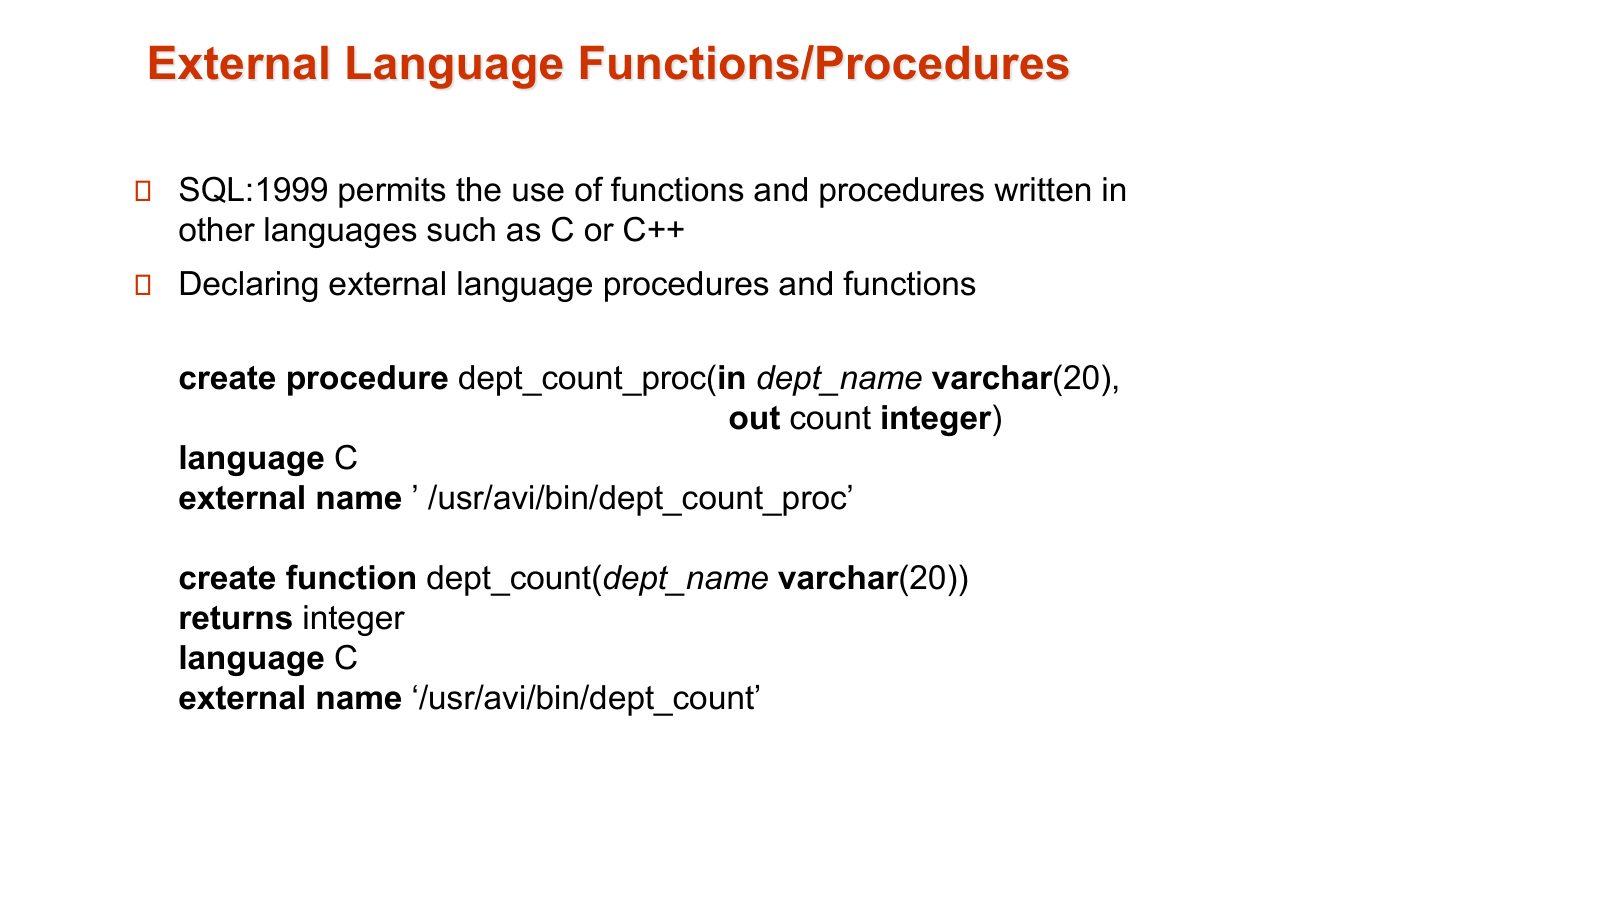 External Language Functions/Procedures
SQL:1999 permits the use of functions and procedures written in
other languages such as C or C++
Declaring external language procedures and functions
create procedure dept_count_proc(in dept_name varchar(20),
out count integer)
language C
external name ’ /usr/avi/bin/dept_count_proc’
create function dept_count(dept_name varchar(20))
returns integer
language C
external name ‘/usr/avi/bin/dept_count’